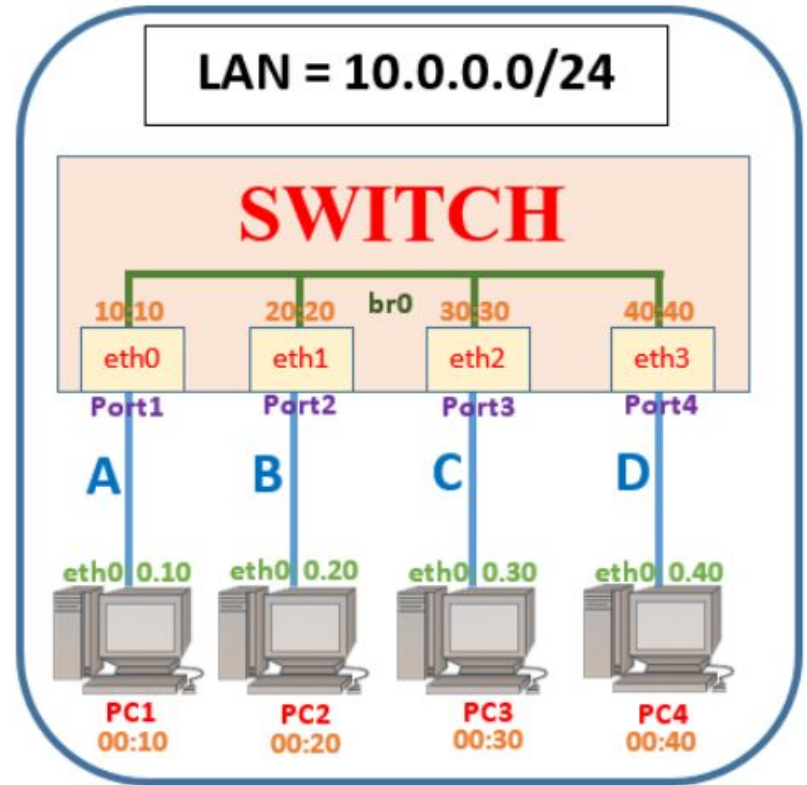 LAN = 10.0.0.0/24
SWITCH
br0
10:10 20:20 30:30 40:40
eth0 eth1 eth2 eth3
Port1 Port2 Port3 Port4
A B C D
eth0 0.10 eth0 0.20 eth0 0.30 eth0 0.40
PC1 PC2 PC3 PC4
00:10 00:20 00:30 00:40